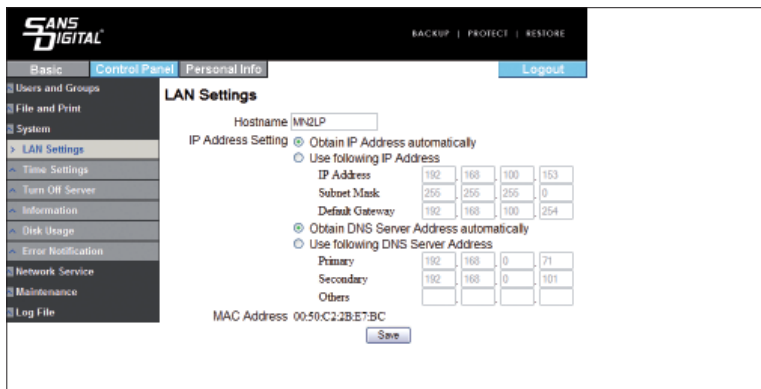 SANS DIGITAL
BACKUP | PROTECT | RESTORE
Basic Control Panel Personal Info Logout
Users and Groups
File and Print
System
> LAN Settings
Time Settings
Turn Off Server
Information
Disk Usage
Error Notification
Network Service
Maintenance
Log File
LAN Settings
Hostname MN2LP
IP Address Setting Obtain IP Address automatically
Use following IP Address
IP Address 192 . 168 . 100 . 153
Subnet Mask 255 . 255 . 255 . 0
Default Gateway 192 . 168 . 100 . 254
Obtain DNS Server Address automatically
Use following DNS Server Address
Primary 192 . 168 . 0 . 71
Secondary 192 . 168 . 0 . 101
Others . . .
MAC Address 00:50:C2:2B:E7:BC
Save